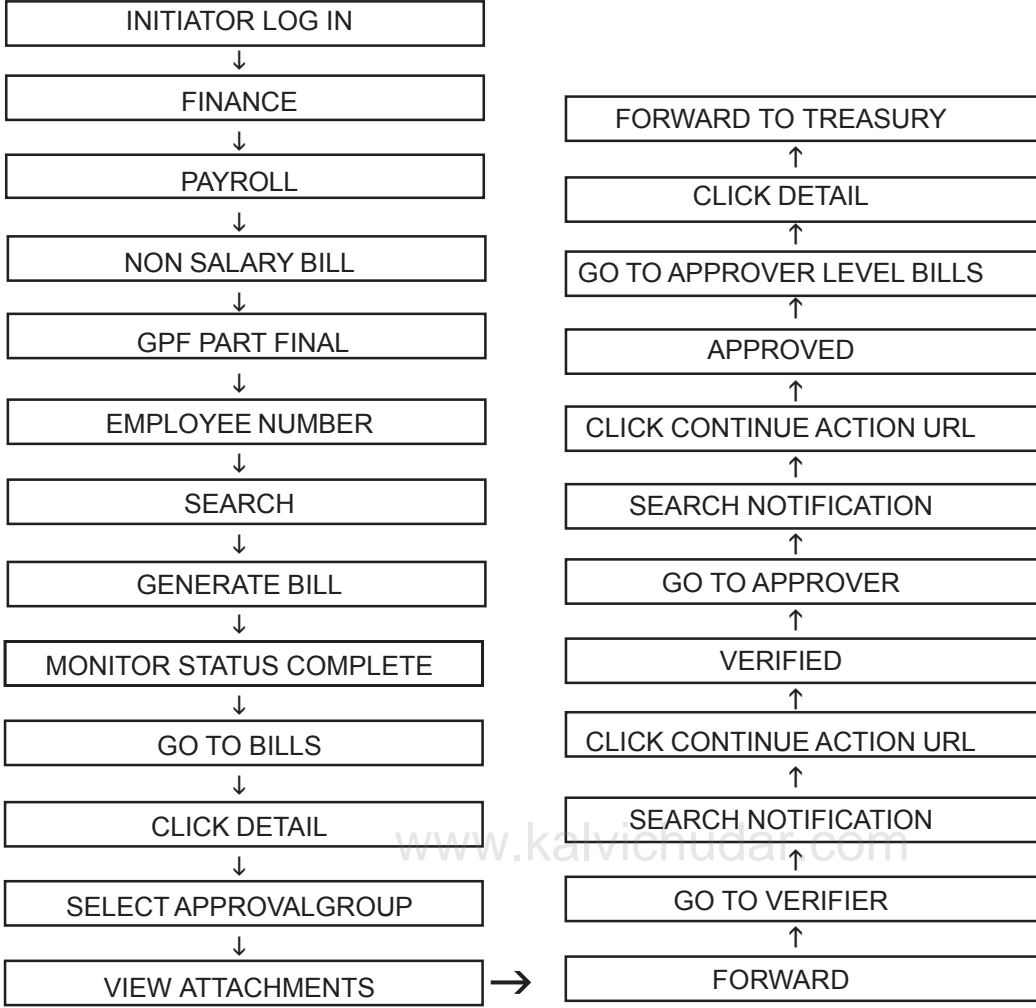 INITIATOR LOG IN
FINANCE
PAYROLL
NON SALARY BILL
GPF PART FINAL
EMPLOYEE NUMBER
SEARCH
GENERATE BILL
MONITOR STATUS COMPLETE
GO TO BILLS
CLICK DETAIL
SELECT APPROVALGROUP
VIEW ATTACHMENTS
FORWARD
GO TO VERIFIER
SEARCH NOTIFICATION
CLICK CONTINUE ACTION URL
VERIFIED
GO TO APPROVER
SEARCH NOTIFICATION
CLICK CONTINUE ACTION URL
APPROVED
GO TO APPROVER LEVEL BILLS
CLICK DETAIL
FORWARD TO TREASURY
www.kalvichudar.com